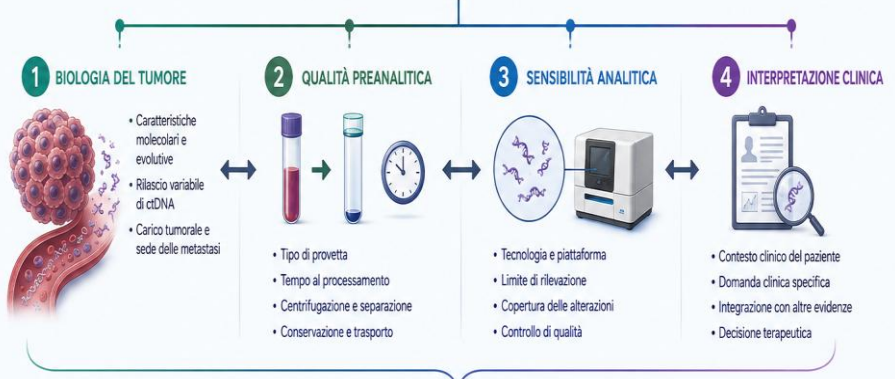 1 BIOLOGIA DEL TUMORE
• Caratteristiche
molecolari e
evolutive
• Rilascio variabile
di ctDNA
• Carico tumorale e
sede delle metastasi
2 QUALITÀ PREANALITICA
• Tipo di provetta
• Tempo al processamento
• Centrifugazione e separazione
• Conservazione e trasporto
3 SENSIBILITÀ ANALITICA
• Tecnologia e piattaforma
• Limite di rilevazione
• Copertura delle alterazioni
• Controllo di qualità
4 INTERPRETAZIONE CLINICA
• Contesto clinico del paziente
• Domanda clinica specifica
• Integrazione con altre evidenze
• Decisione terapeutica